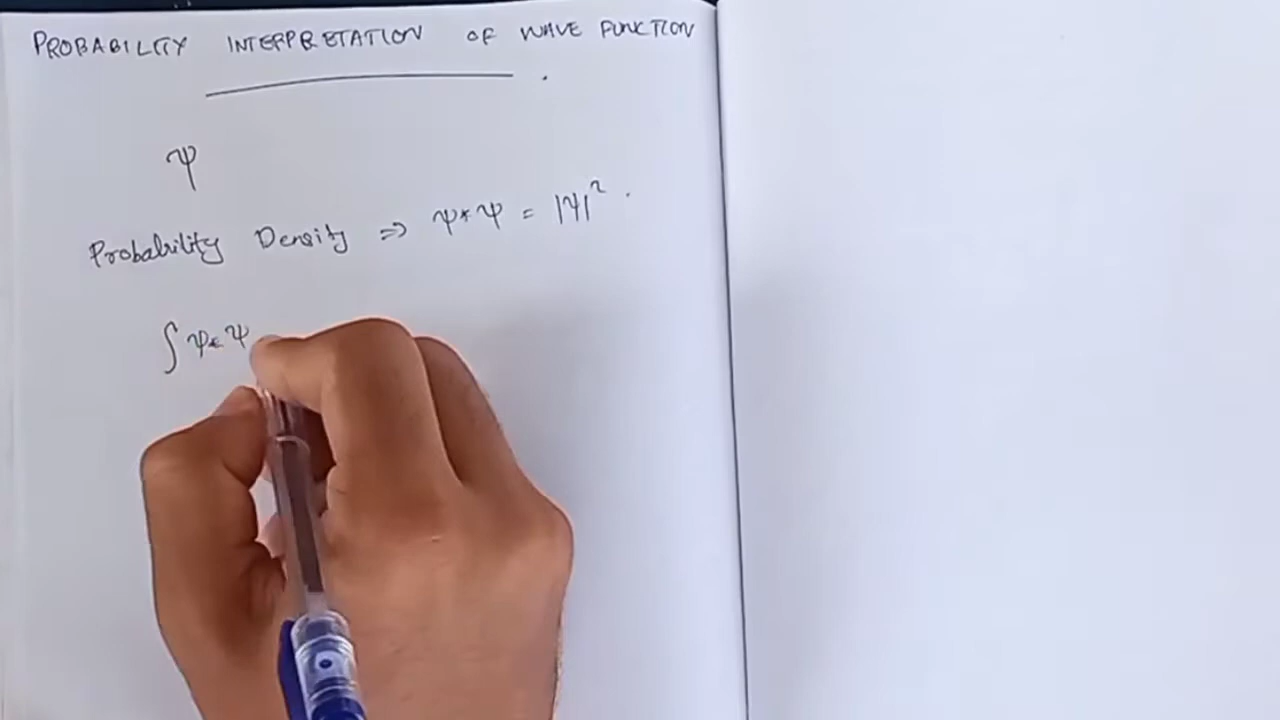 PROBABILITY INTERPRETATION OF WAVE FUNCTION
ψ
Probability Density ⇒ ψ*ψ = |ψ|² .
∫ ψ*ψ